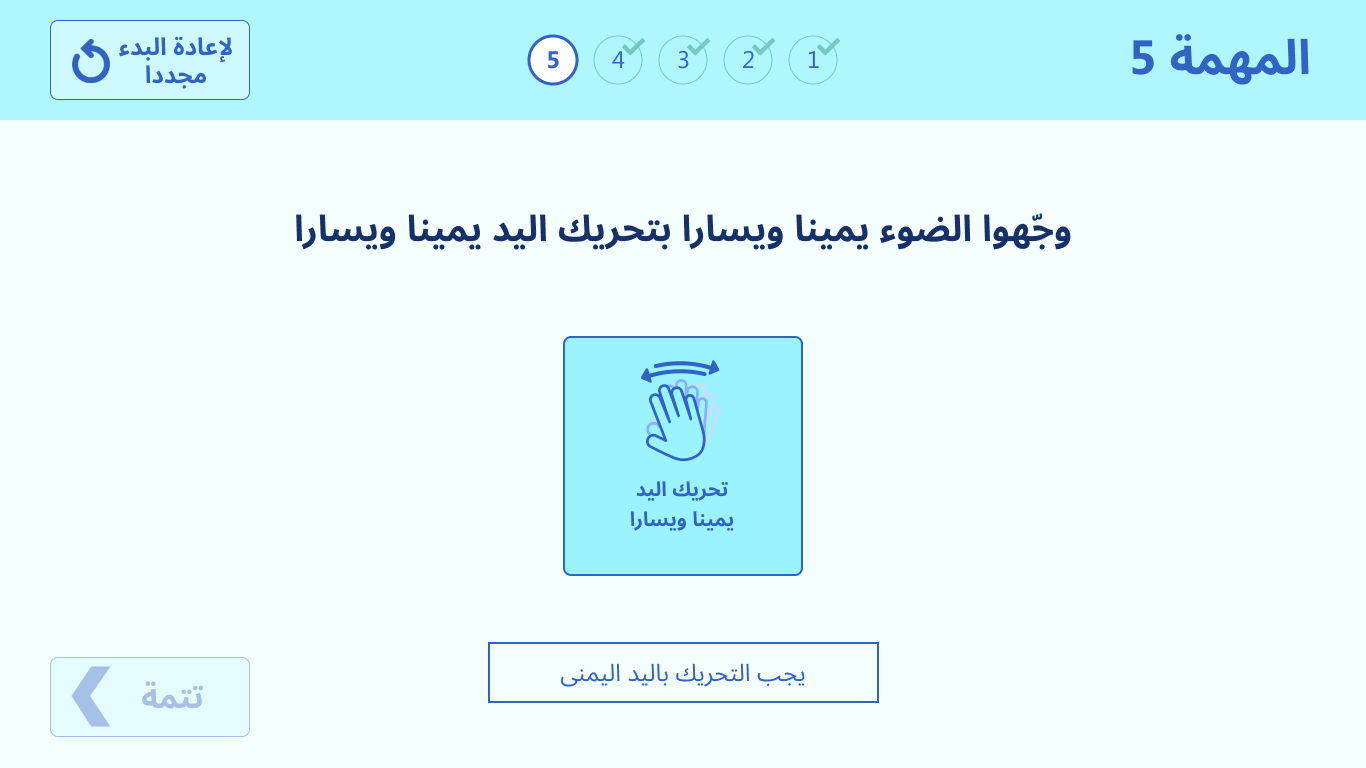 المهمة 5
1
2
3
4
5
لإعادة البدء
مجددا
وجّهوا الضوء يمينا ويسارا بتحريك اليد يمينا ويسارا
تحريك اليد
يمينا ويسارا
يجب التحريك باليد اليمنى
تتمة